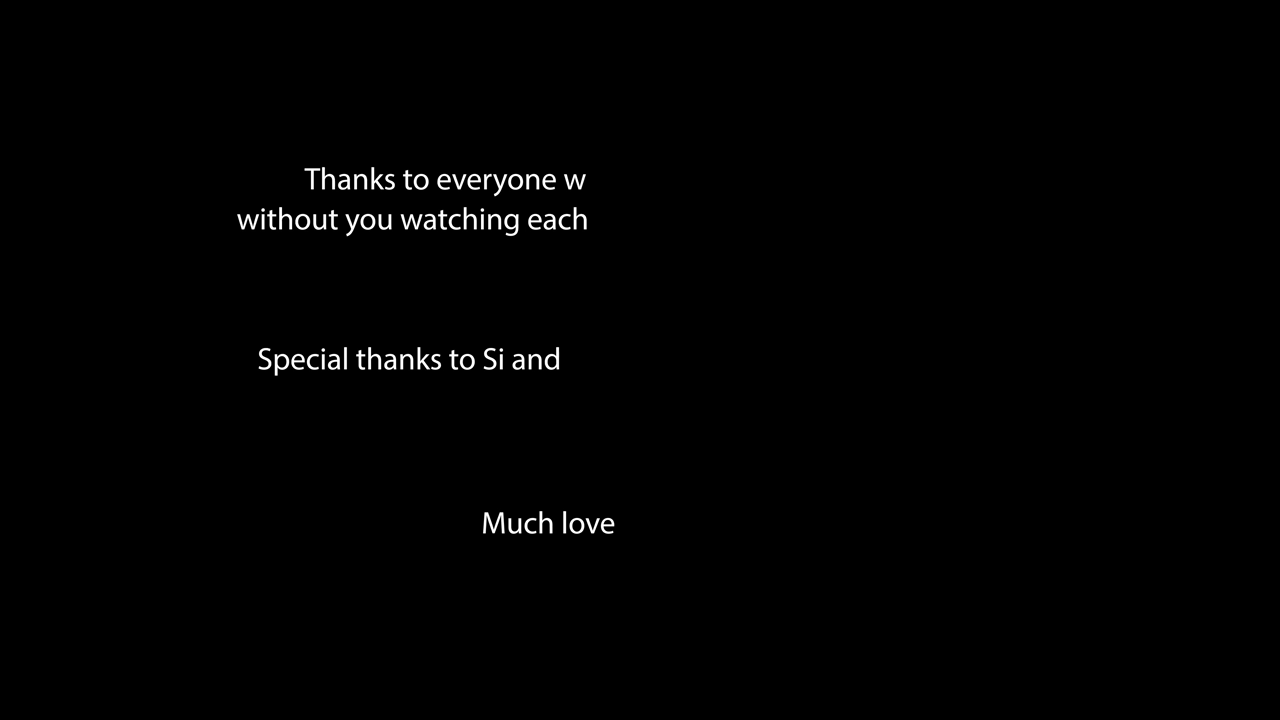 Thanks to everyone w
without you watching each
Special thanks to Si and
Much love